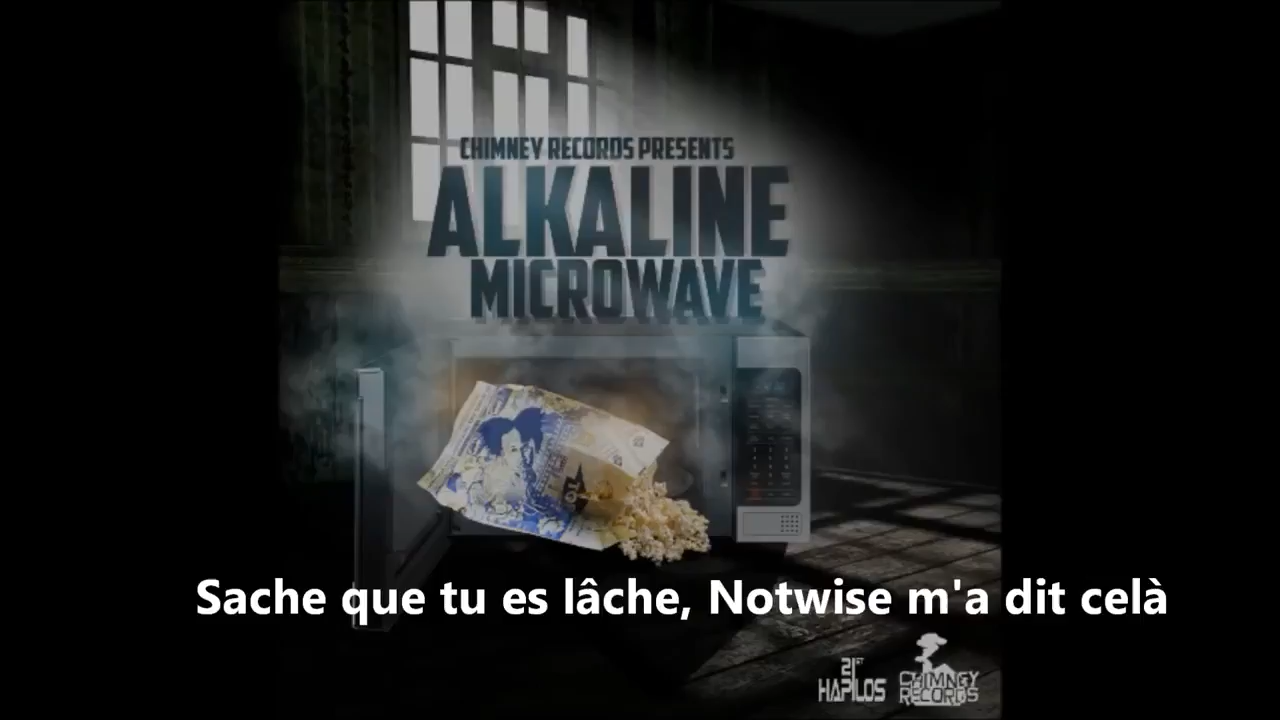 CHIMNEY RECORDS PRESENTS
ALKALINE
MICROWAVE
Sache que tu es lâche, Notwise m'a dit celà
21ST
HAPILOS
CHIMNEY
RECORDS